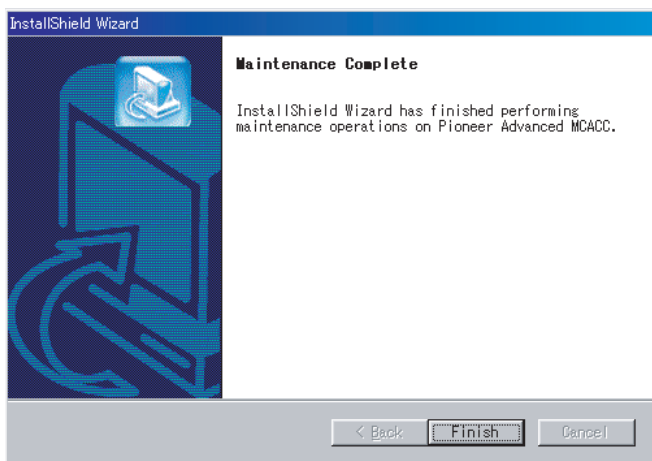 InstallShield Wizard
Maintenance Complete
InstallShield Wizard has finished performing
maintenance operations on Pioneer Advanced MCACC.
< Back
Finish
Cancel